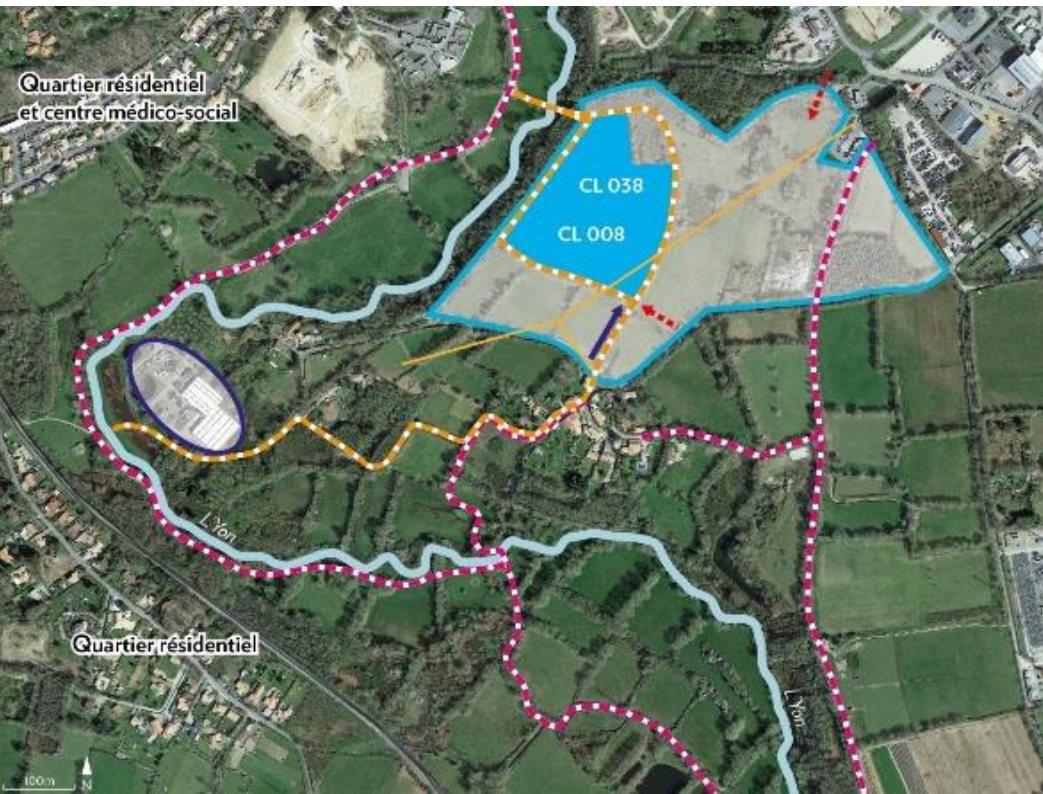 Quartier résidentiel
et centre médico-social
CL 038
CL 008
L'Yon
Quartier résidentiel
L'Yon
100m
N